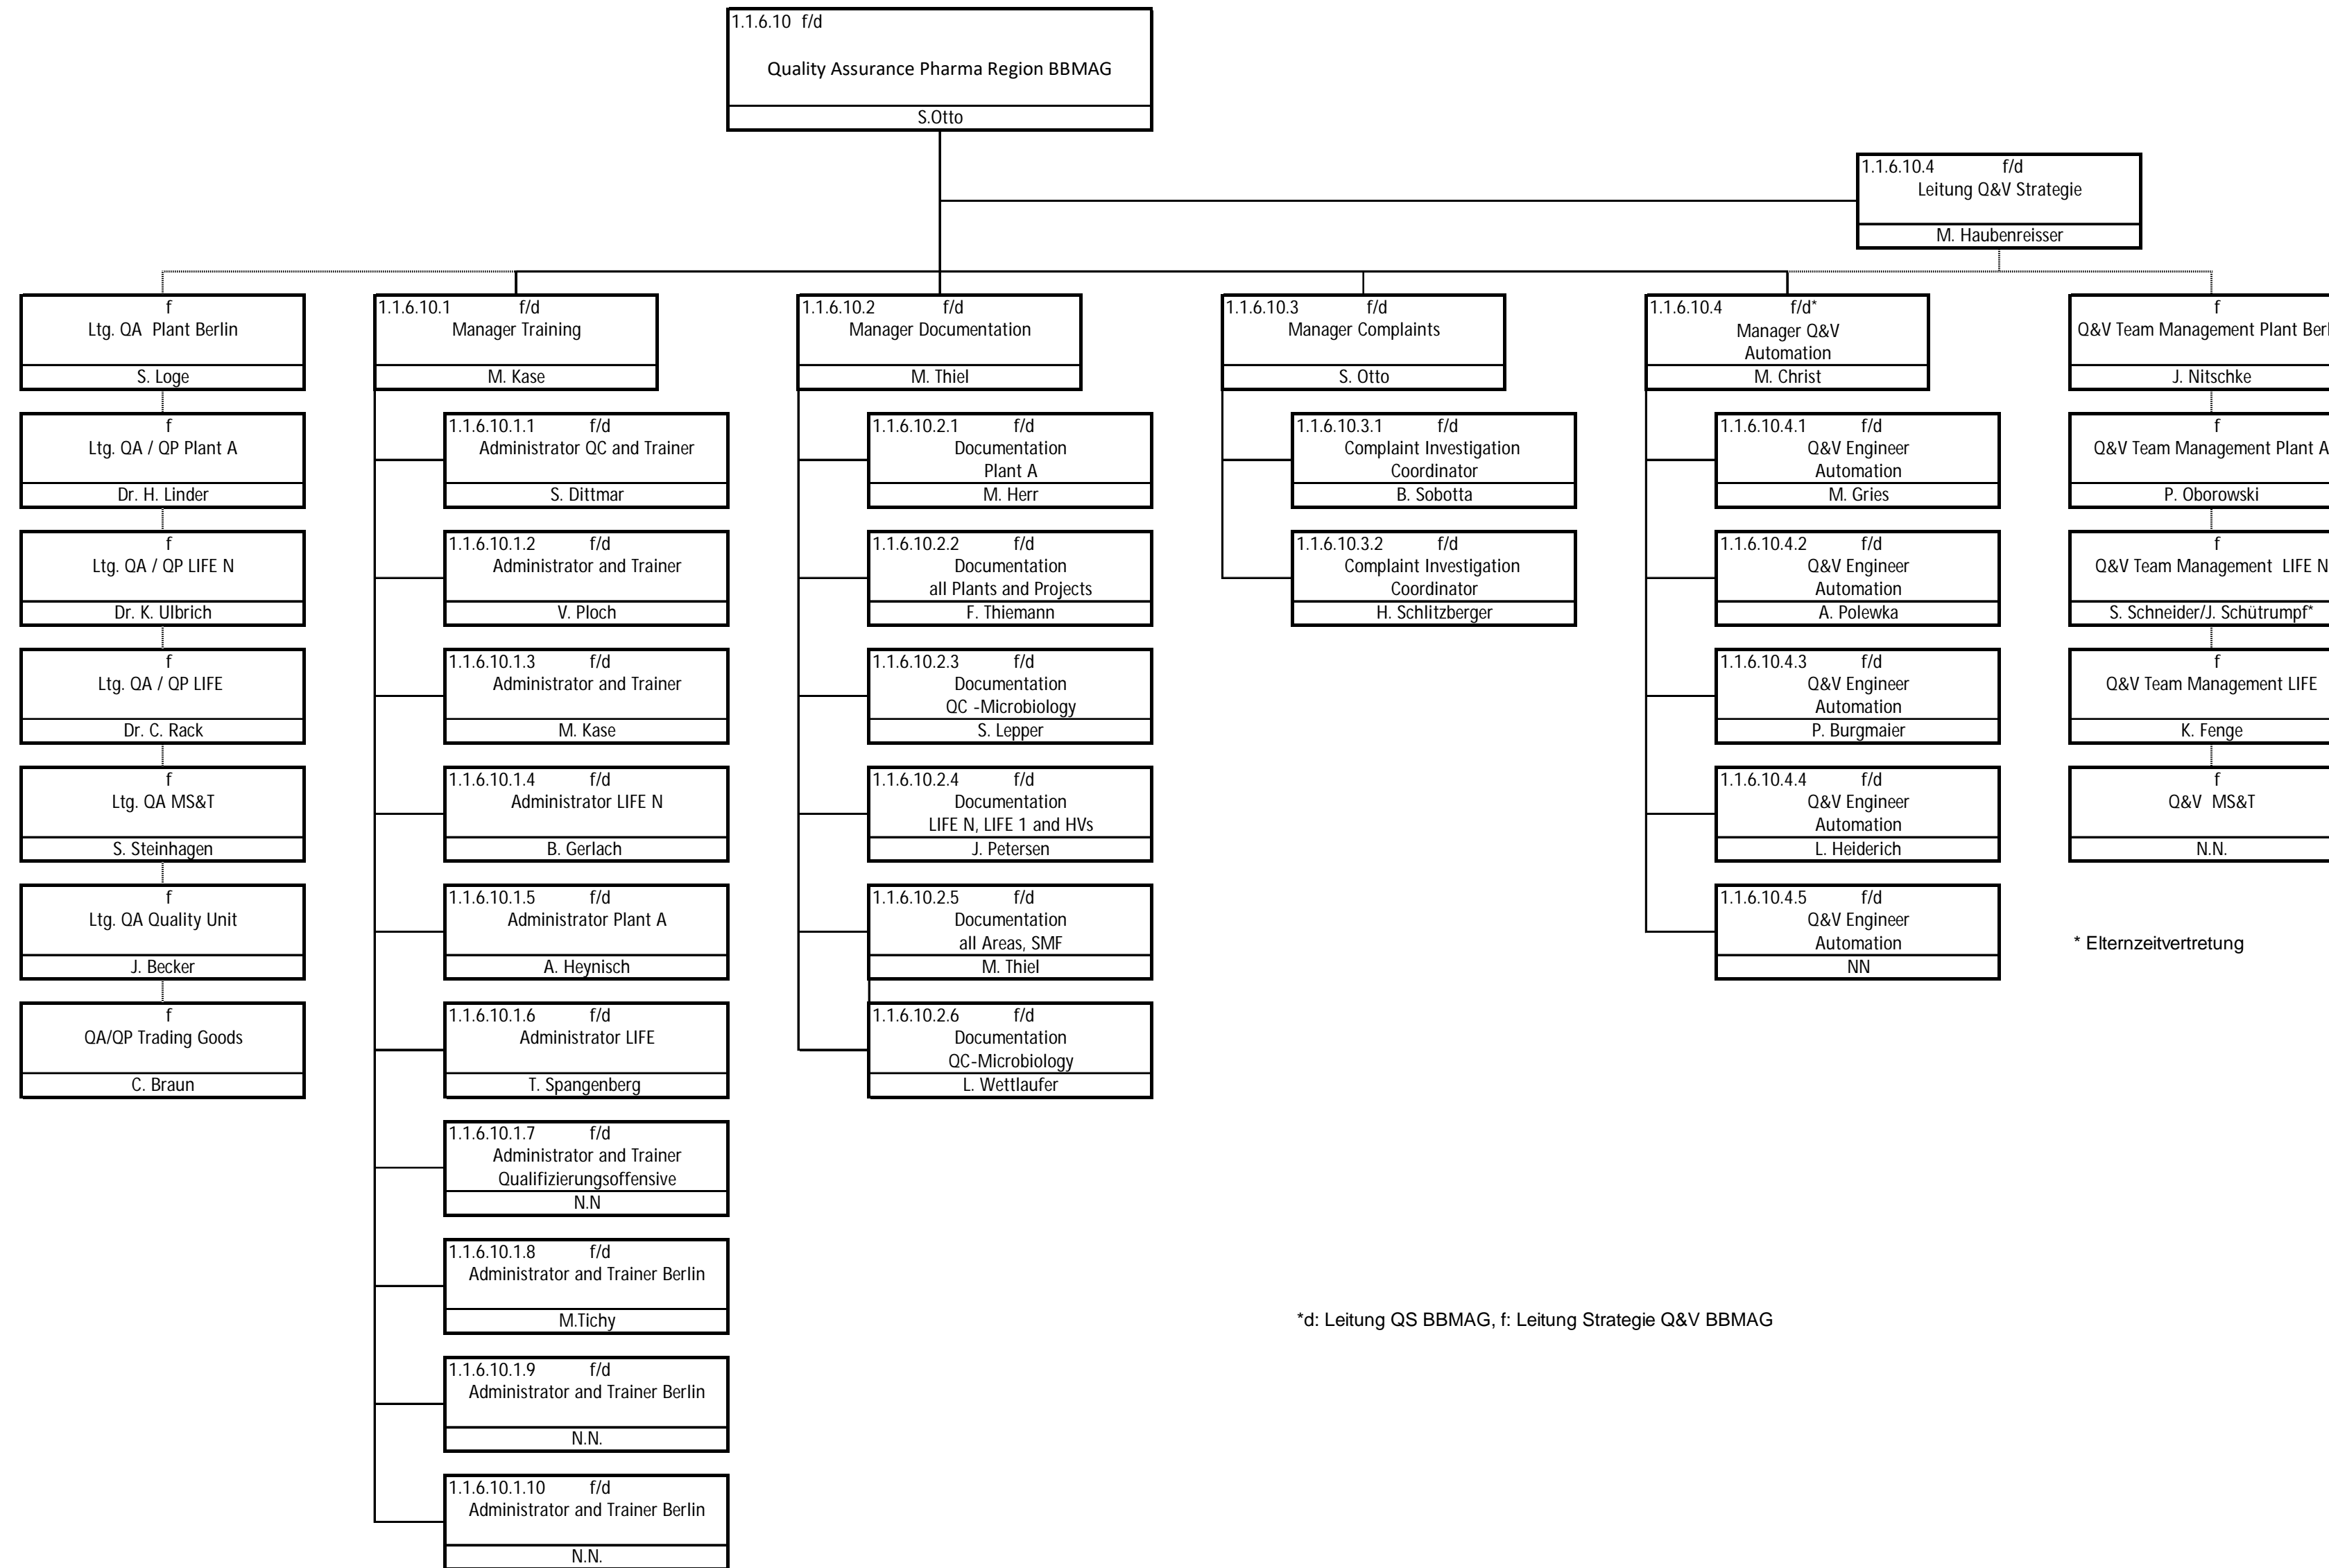 1.1.6.10 f/d
Quality Assurance Pharma Region BBMAG
S.Otto
1.1.6.10.4 f/d
Leitung Q&V Strategie
M. Haubenreisser
f
Ltg. QA Plant Berlin
S. Loge
f
Ltg. QA / QP Plant A
Dr. H. Linder
f
Ltg. QA / QP LIFE N
Dr. K. Ulbrich
f
Ltg. QA / QP LIFE
Dr. C. Rack
f
Ltg. QA MS&T
S. Steinhagen
f
Ltg. QA Quality Unit
J. Becker
f
QA/QP Trading Goods
C. Braun
1.1.6.10.1 f/d
Manager Training
M. Kase
1.1.6.10.1.1 f/d
Administrator QC and Trainer
S. Dittmar
1.1.6.10.1.2 f/d
Administrator and Trainer
V. Ploch
1.1.6.10.1.3 f/d
Administrator and Trainer
M. Kase
1.1.6.10.1.4 f/d
Administrator LIFE N
B. Gerlach
1.1.6.10.1.5 f/d
Administrator Plant A
A. Heynisch
1.1.6.10.1.6 f/d
Administrator LIFE
T. Spangenberg
1.1.6.10.1.7 f/d
Administrator and Trainer
Qualifizierungsoffensive
N.N
1.1.6.10.1.8 f/d
Administrator and Trainer Berlin
M.Tichy
1.1.6.10.1.9 f/d
Administrator and Trainer Berlin
N.N.
1.1.6.10.1.10 f/d
Administrator and Trainer Berlin
N.N.
1.1.6.10.2 f/d
Manager Documentation
M. Thiel
1.1.6.10.2.1 f/d
Documentation
Plant A
M. Herr
1.1.6.10.2.2 f/d
Documentation
all Plants and Projects
F. Thiemann
1.1.6.10.2.3 f/d
Documentation
QC -Microbiology
S. Lepper
1.1.6.10.2.4 f/d
Documentation
LIFE N, LIFE 1 and HVs
J. Petersen
1.1.6.10.2.5 f/d
Documentation
all Areas, SMF
M. Thiel
1.1.6.10.2.6 f/d
Documentation
QC-Microbiology
L. Wettlaufer
1.1.6.10.3 f/d
Manager Complaints
S. Otto
1.1.6.10.3.1 f/d
Complaint Investigation
Coordinator
B. Sobotta
1.1.6.10.3.2 f/d
Complaint Investigation
Coordinator
H. Schlitzberger
1.1.6.10.4 f/d*
Manager Q&V
Automation
M. Christ
1.1.6.10.4.1 f/d
Q&V Engineer
Automation
M. Gries
1.1.6.10.4.2 f/d
Q&V Engineer
Automation
A. Polewka
1.1.6.10.4.3 f/d
Q&V Engineer
Automation
P. Burgmaier
1.1.6.10.4.4 f/d
Q&V Engineer
Automation
L. Heiderich
1.1.6.10.4.5 f/d
Q&V Engineer
Automation
NN
f
Q&V Team Management Plant
J. Nitschke
f
Q&V Team Management Plant A
P. Oborowski
f
Q&V Team Management LIFE N
S. Schneider/J. Schütrumpf*
f
Q&V Team Management LIFE
K. Fenge
f
Q&V MS&T
N.N.
* Elternzeitvertretung
*d: Leitung QS BBMAG, f: Leitung Strategie Q&V BBMAG